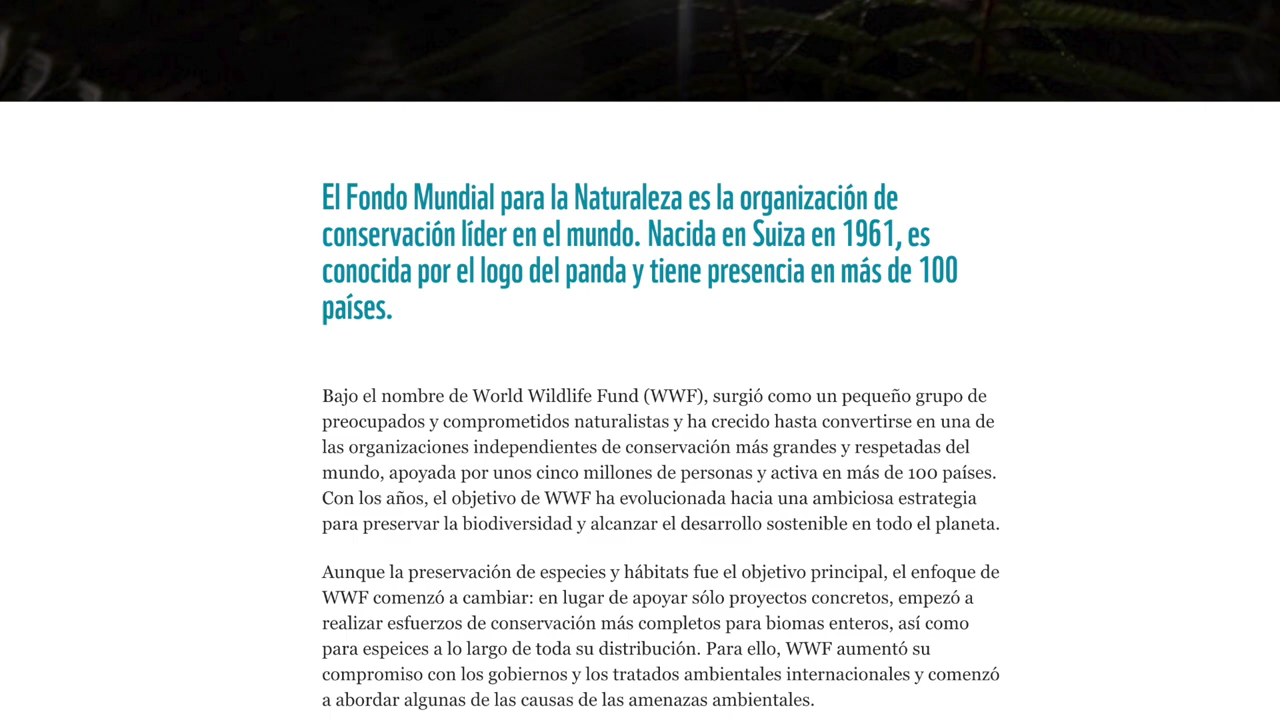 El Fondo Mundial para la Naturaleza es la organización de
conservación líder en el mundo. Nacida en Suiza en 1961, es
conocida por el logo del panda y tiene presencia en más de 100
países.
Bajo el nombre de World Wildlife Fund (WWF), surgió como un pequeño grupo de
preocupados y comprometidos naturalistas y ha crecido hasta convertirse en una de
las organizaciones independientes de conservación más grandes y respetadas del
mundo, apoyada por unos cinco millones de personas y activa en más de 100 países.
Con los años, el objetivo de WWF ha evolucionada hacia una ambiciosa estrategia
para preservar la biodiversidad y alcanzar el desarrollo sostenible en todo el planeta.
Aunque la preservación de especies y hábitats fue el objetivo principal, el enfoque de
WWF comenzó a cambiar: en lugar de apoyar sólo proyectos concretos, empezó a
realizar esfuerzos de conservación más completos para biomas enteros, así como
para espeices a lo largo de toda su distribución. Para ello, WWF aumentó su
compromiso con los gobiernos y los tratados ambientales internacionales y comenzó
a abordar algunas de las causas de las amenazas ambientales.